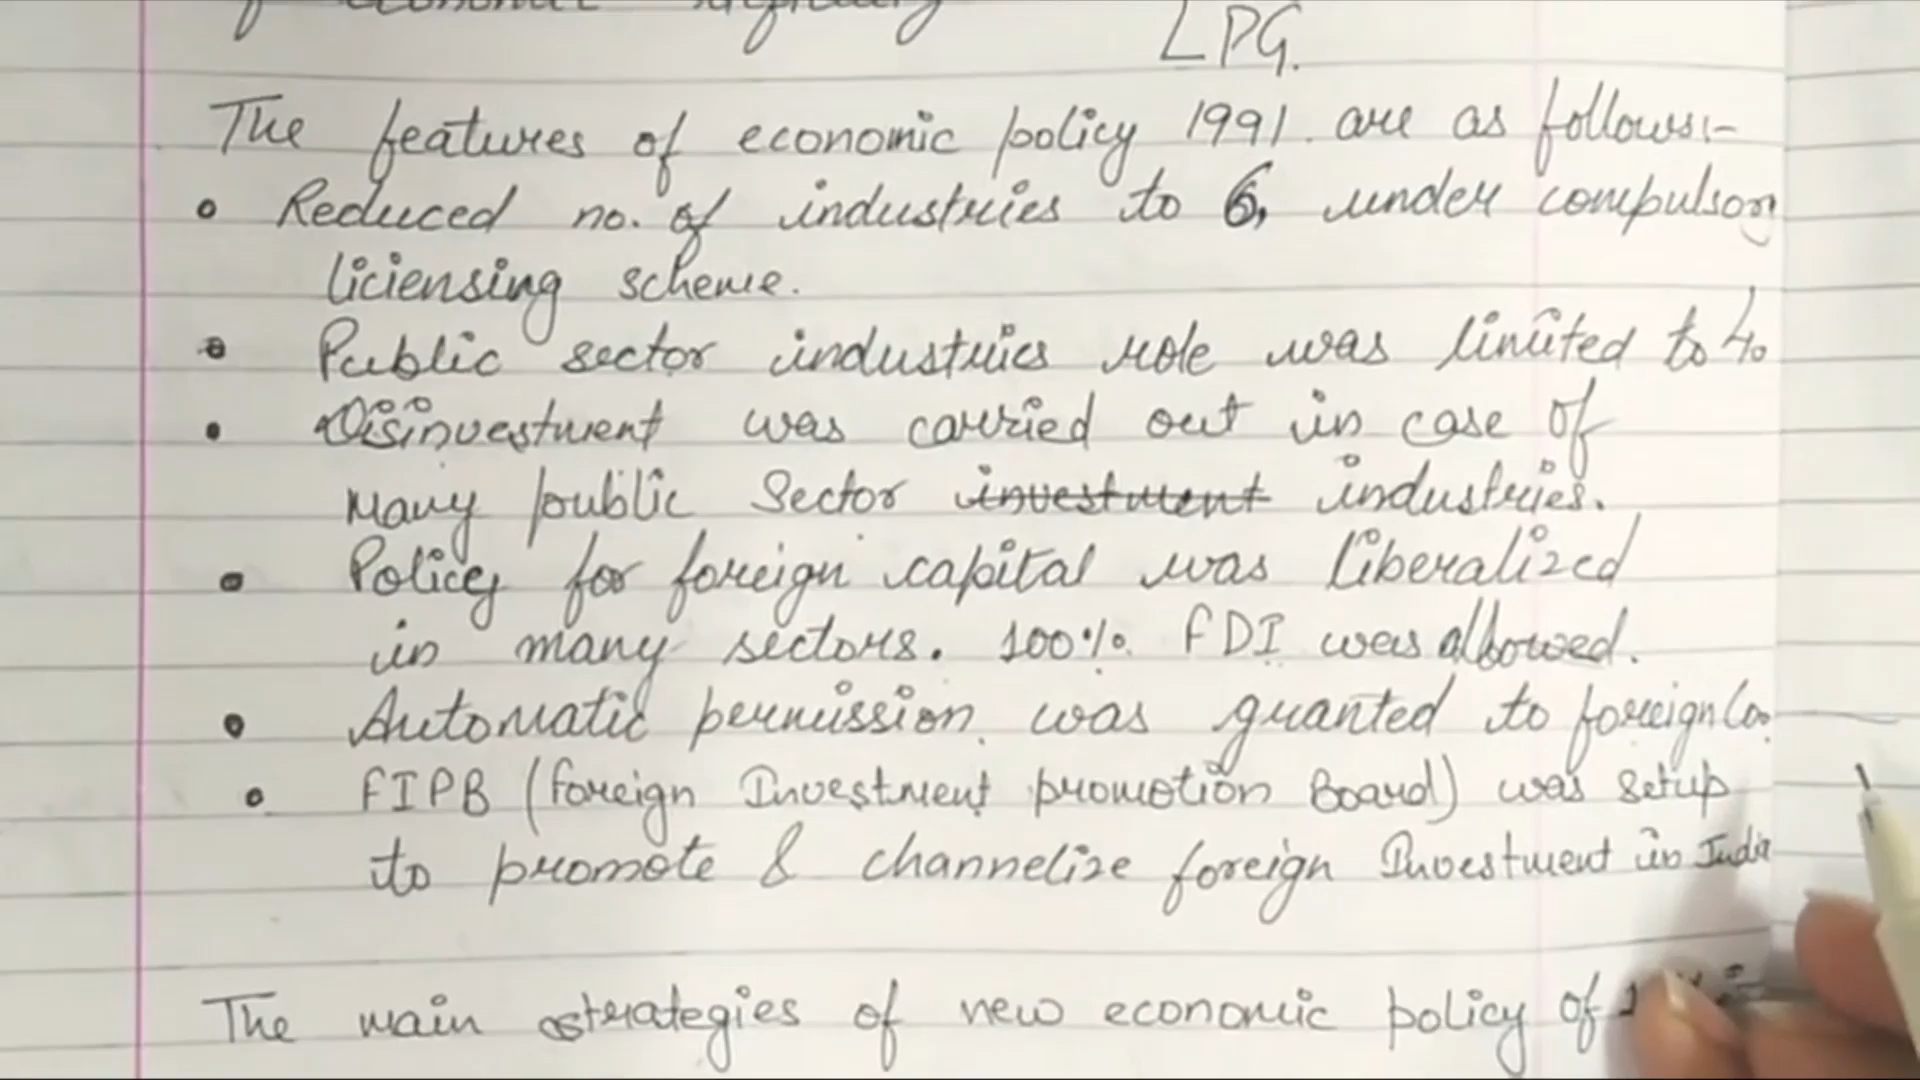 of economic
LPG.
The features of economic policy 1991. are as follows:-
• Reduced no. of industries to 6, under compulsory
liciensing scheme.
• Public sector industries role was limited to 4.
• Disinvestment was carried out in case of
many public Sector investment industries.
• Policy for foreign capital was liberalized
in many sectors. 100% FDI was allowed.
• Automatic permission was granted to foreign Co.
• FIPB (foreign Investment promotion Board) was setup
to promote & channelize foreign Investment in India
The main strategies of new economic policy of